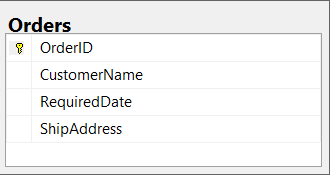 Orders
OrderID
CustomerName
RequiredDate
ShipAddress